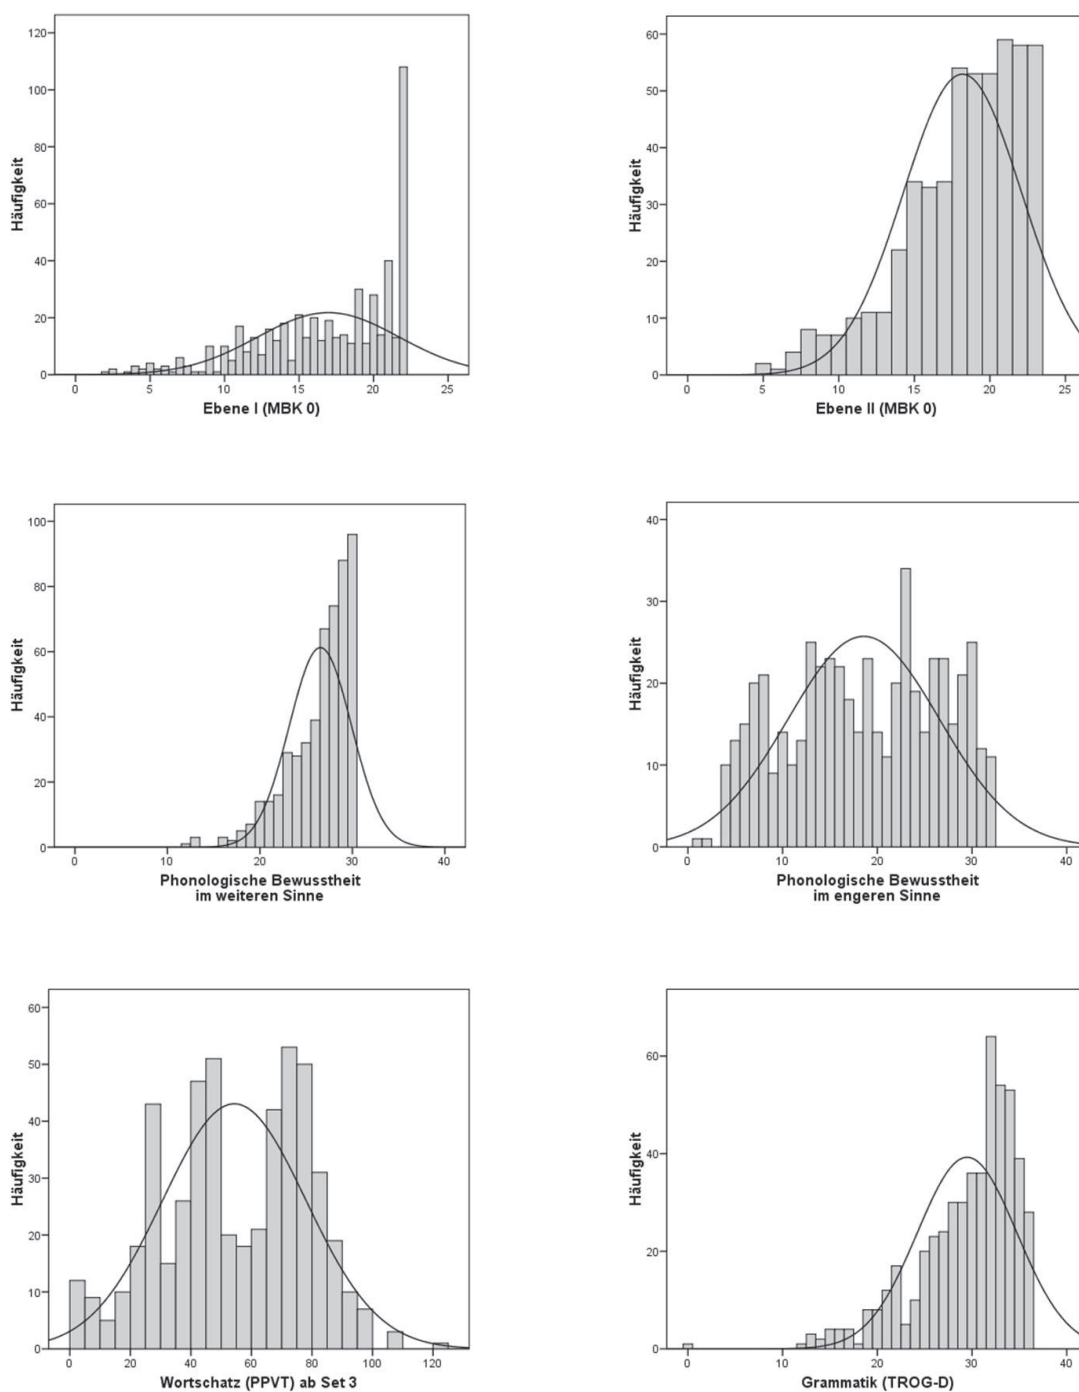 120
100
80
60
40
20
0
Häufigkeit
0 5 10 15 20 25
Ebene I (MBK 0)
60
50
40
30
20
10
0
Häufigkeit
0 5 10 15 20 25
Ebene II (MBK 0)
100
80
60
40
20
0
Häufigkeit
0 10 20 30 40
Phonologische Bewusstheit
im weiteren Sinne
40
30
20
10
0
Häufigkeit
0 10 20 30 40
Phonologische Bewusstheit
im engeren Sinne
60
50
40
30
20
10
0
Häufigkeit
0 20 40 60 80 100 120
Wortschatz (PPVT) ab Set 3
60
40
20
0
Häufigkeit
0 10 20 30 40
Grammatik (TROG-D)